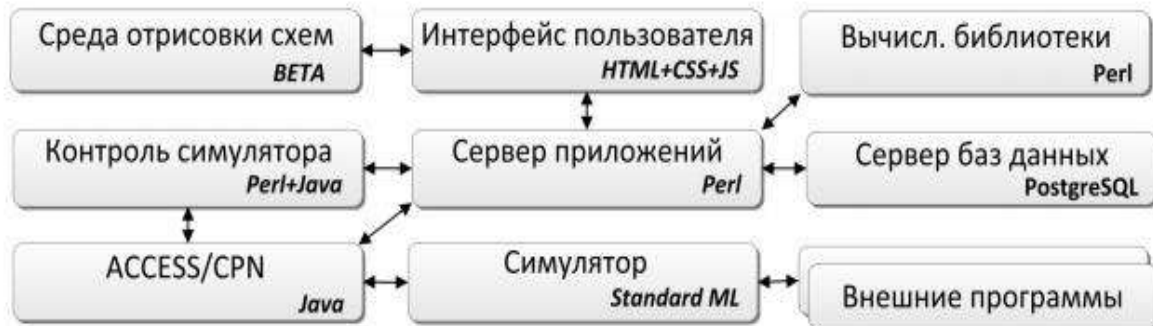 Среда отрисовки схем
BETA
Интерфейс пользователя
HTML+CSS+JS
Вычисл. библиотеки
Perl
Контроль симулятора
Perl+Java
Сервер приложений
Perl
Сервер баз данных
PostgreSQL
ACCESS/CPN
Java
Симулятор
Standard ML
Внешние программы